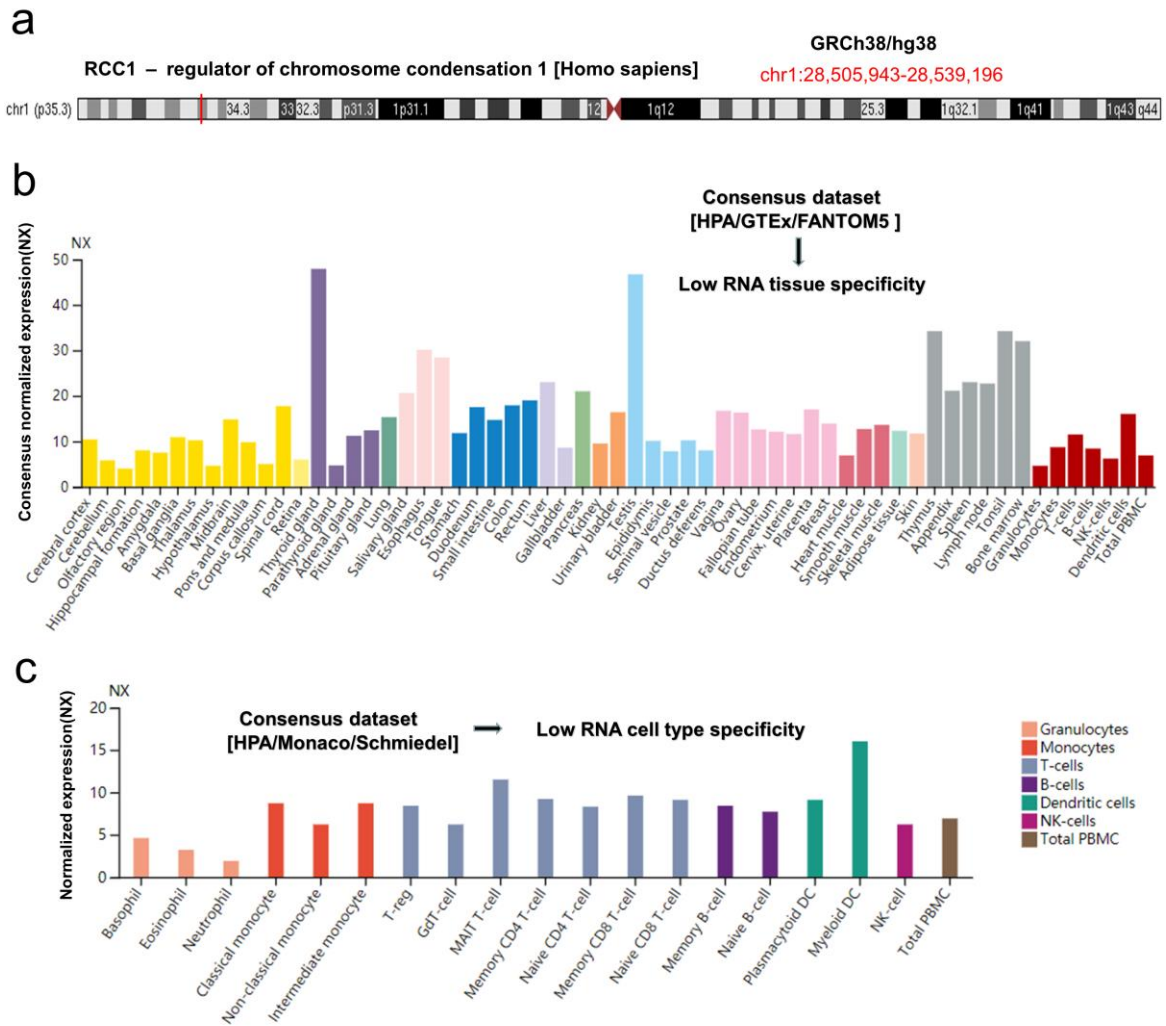 a
GRCh38/hg38
RCC1 – regulator of chromosome condensation 1 [Homo sapiens]
chr1:28,505,943-28,539,196
chr1 (p35.3)
34.3
33
32.3
p31.3
1p31.1
12
1q12
25.3
1q32.1
1q41
1q43
q44
b
Consensus dataset
[HPA/GTEx/FANTOM5 ]
Low RNA tissue specificity
Consensus normalized expression(NX)
NX
50
40
30
20
10
0
Cerebral cortex
Cerebellum
Olfactory region
Hippocampal formation
Amygdala
Basal ganglia
Thalamus
Hypothalamus
Midbrain
Pons and medulla
Corpus callosum
Spinal cord
Retina
Thyroid gland
Parathyroid gland
Adrenal gland
Pituitary gland
Lung
Salivary gland
Esophagus
Tongue
Stomach
Duodenum
Small intestine
Colon
Rectum
Liver
Gallbladder
Pancreas
Kidney
Urinary bladder
Testis
Epididymis
Seminal vesicle
Prostate
Ductus deferens
Vagina
Ovary
Fallopian tube
Endometrium
Cervix, uterine
Placenta
Breast
Heart muscle
Smooth muscle
Skeletal muscle
Adipose tissue
Skin
Thymus
Appendix
Spleen
Lymph node
Tonsil
Bone marrow
Granulocytes
Monocytes
T-cells
B-cells
NK-cells
Dendritic cells
Total PBMC
c
Normalized expression(NX)
NX
20
15
10
5
0
Consensus dataset
[HPA/Monaco/Schmiedel]
Low RNA cell type specificity
Granulocytes
Monocytes
T-cells
B-cells
Dendritic cells
NK-cells
Total PBMC
Basophil
Eosinophil
Neutrophil
Classical monocyte
Non-classical monocyte
Intermediate monocyte
T-reg
GdT-cell
MAIT T-cell
Memory CD4 T-cell
Naive CD4 T-cell
Memory CD8 T-cell
Naive CD8 T-cell
Memory B-cell
Naive B-cell
Plasmacytoid DC
Myeloid DC
NK-cell
Total PBMC